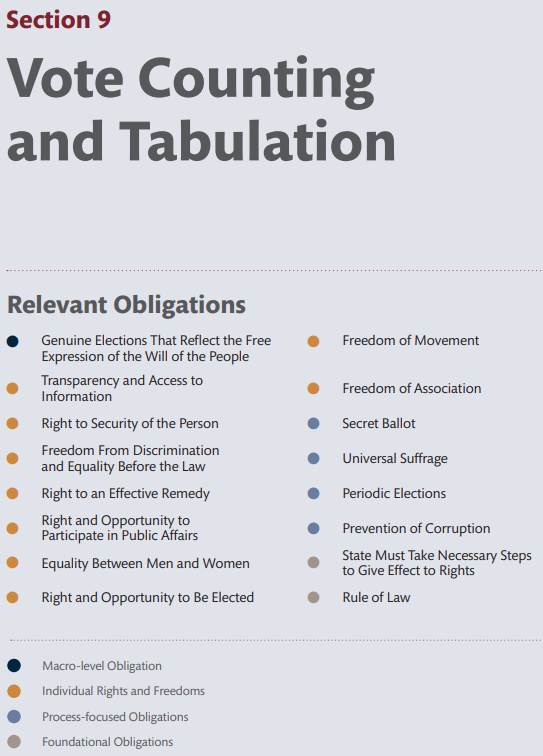 Section 9
Vote Counting
and Tabulation
Relevant Obligations
Genuine Elections That Reflect the Free
Expression of the Will of the People
Transparency and Access to
Information
Right to Security of the Person
Freedom From Discrimination
and Equality Before the Law
Right to an Effective Remedy
Right and Opportunity to
Participate in Public Affairs
Equality Between Men and Women
Right and Opportunity to Be Elected
Freedom of Movement
Freedom of Association
Secret Ballot
Universal Suffrage
Periodic Elections
Prevention of Corruption
State Must Take Necessary Steps
to Give Effect to Rights
Rule of Law
Macro-level Obligation
Individual Rights and Freedoms
Process-focused Obligations
Foundational Obligations